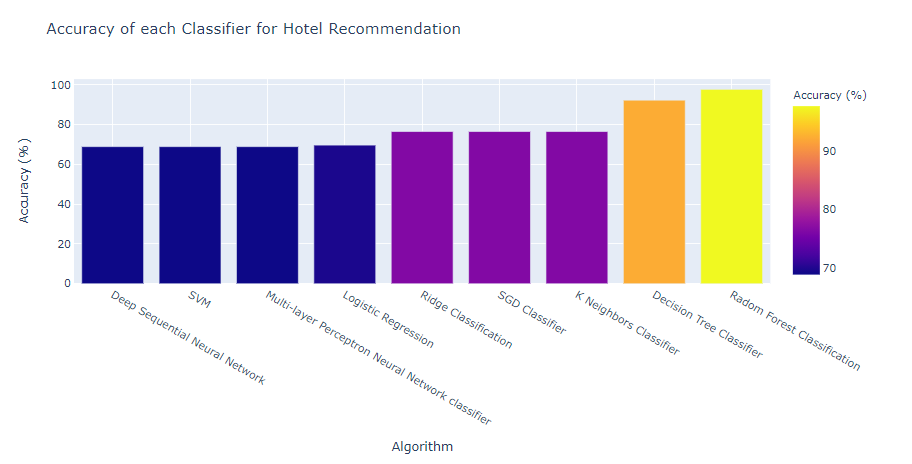 Accuracy of each Classifier for Hotel Recommendation
Accuracy (%)
100
80
60
40
20
0
Deep Sequential Neural Network
SVM
Multi-layer Perceptron Neural Network classifier
Logistic Regression
Ridge Classification
SGD Classifier
K Neighbors Classifier
Decision Tree Classifier
Radom Forest Classification
Algorithm
Accuracy (%)
90
80
70